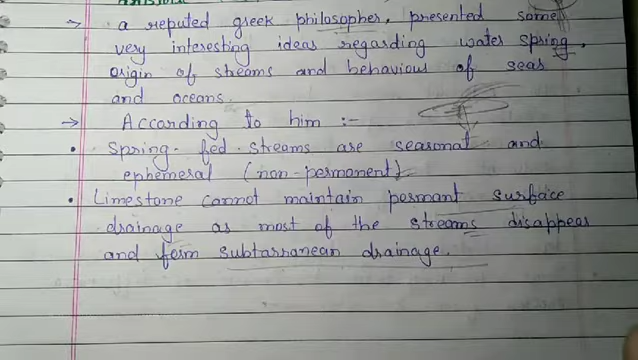 → a reputed greek philosopher, presented some
very interesting ideas regarding water spring,
origin of streams and behaviour of seas
and oceans.
→ According to him :-
• Spring-fed streams are seasonal and
ephemeral (non-permanent)
• Limestone cannot maintain permant surface
drainage as most of the streams disappear
and form subtarranean drainage.